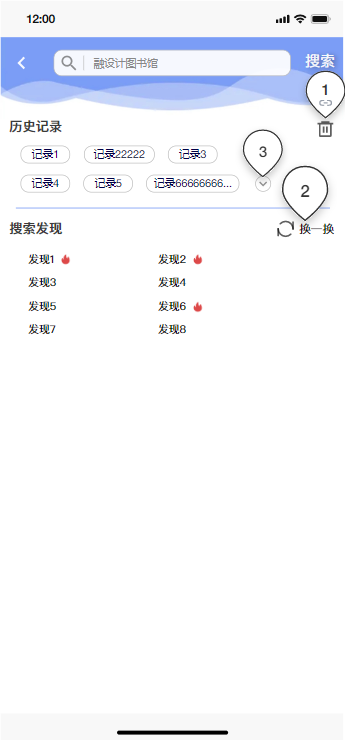 12:00
融设计图书馆
搜索
1
历史记录
记录1 记录22222 记录3
3
记录4 记录5 记录66666666...
2
搜索发现
换一换
发现1 发现2
发现3 发现4
发现5 发现6
发现7 发现8